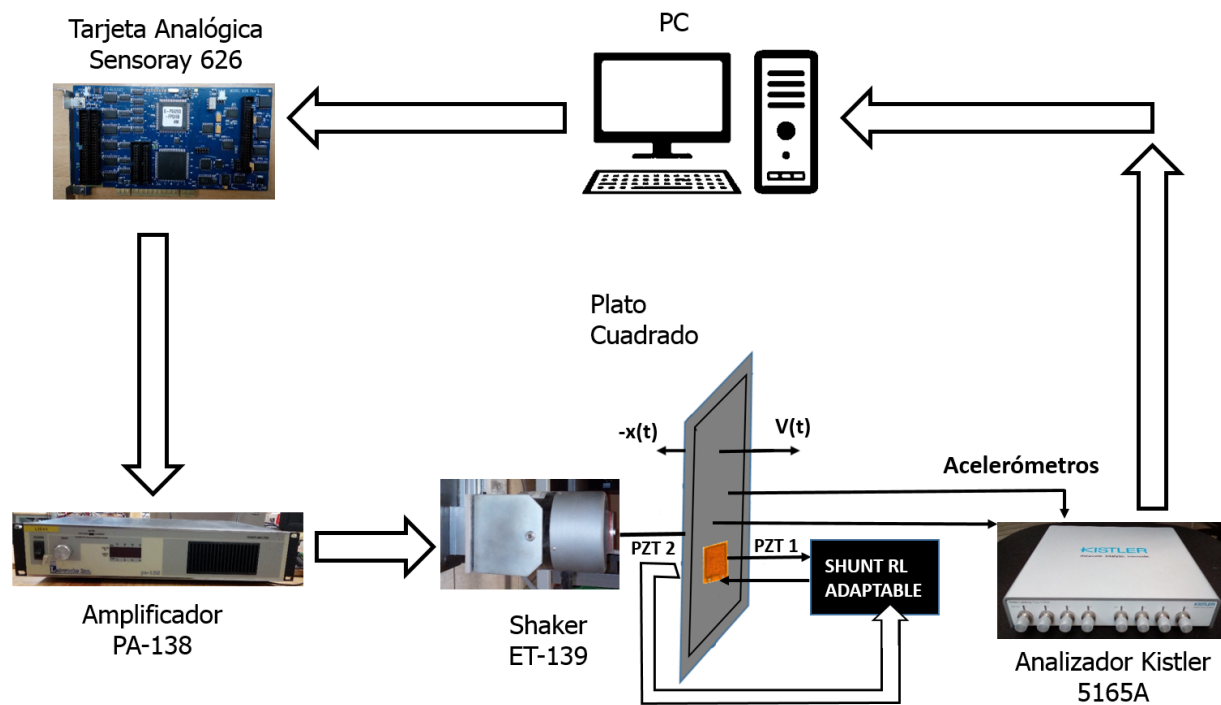 Tarjeta Analógica
Sensoray 626
PC
Plato
Cuadrado
-x(t)
V(t)
Acelerómetros
PZT 2
PZT 1
SHUNT RL
ADAPTABLE
KISTLER
Amplificador
PA-138
Shaker
ET-139
Analizador Kistler
5165A